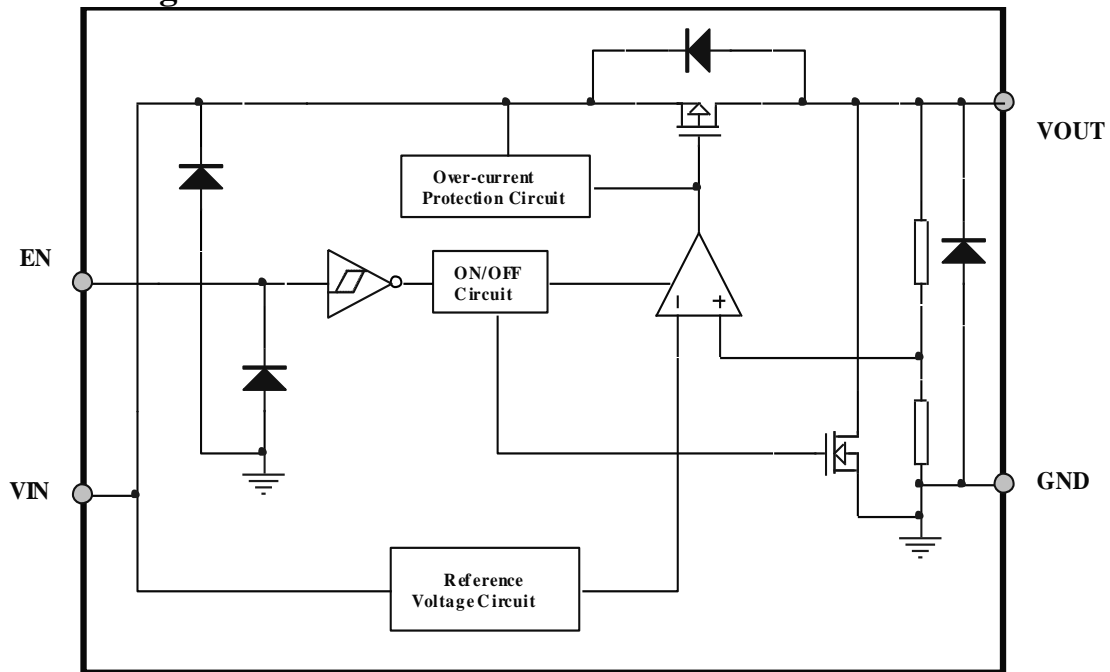 VOUT
Over-current
Protection Circuit
EN
ON/OFF
Circuit
− +
VIN
GND
Reference
Voltage Circuit